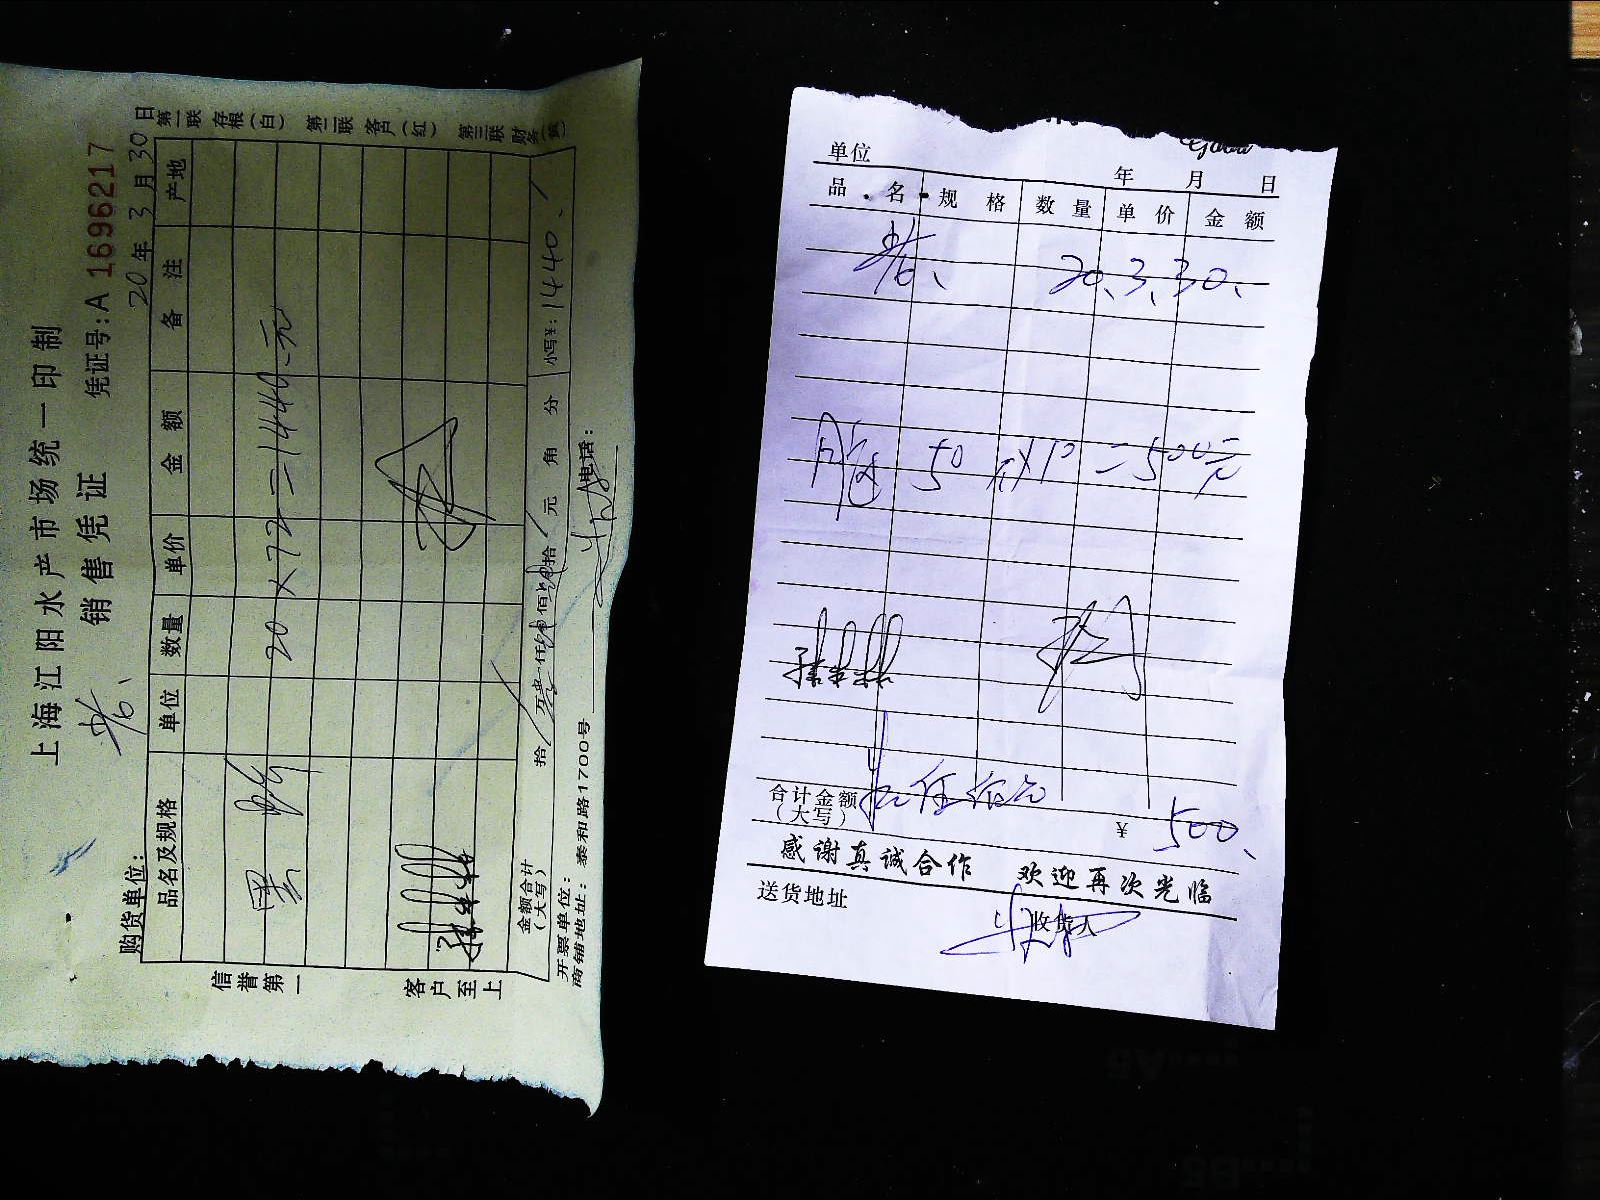 上海江阳水产市场统一印制
销售凭证
凭证号:A 1696217
购货单位:
20年3月30日
品名及规格 单位 数量 单价 金额 备注 产地
黑 20×72=1440.元
金额合计(大写) 拾 万 仟 佰 拾 元 角 分 小写¥: 1440.
开票单位: 电话:
商铺地址: 泰和路1700号
信誉第一 客户至上
第一联 存根(白) 第二联 客户(红) 第三联 财务
单位 年 月 日
品名 规格 数量 单价 金额
20.3.30.
50 ×10=500元
合计金额(大写) ¥ 500.
感谢真诚合作 欢迎再次光临
送货地址 收货人